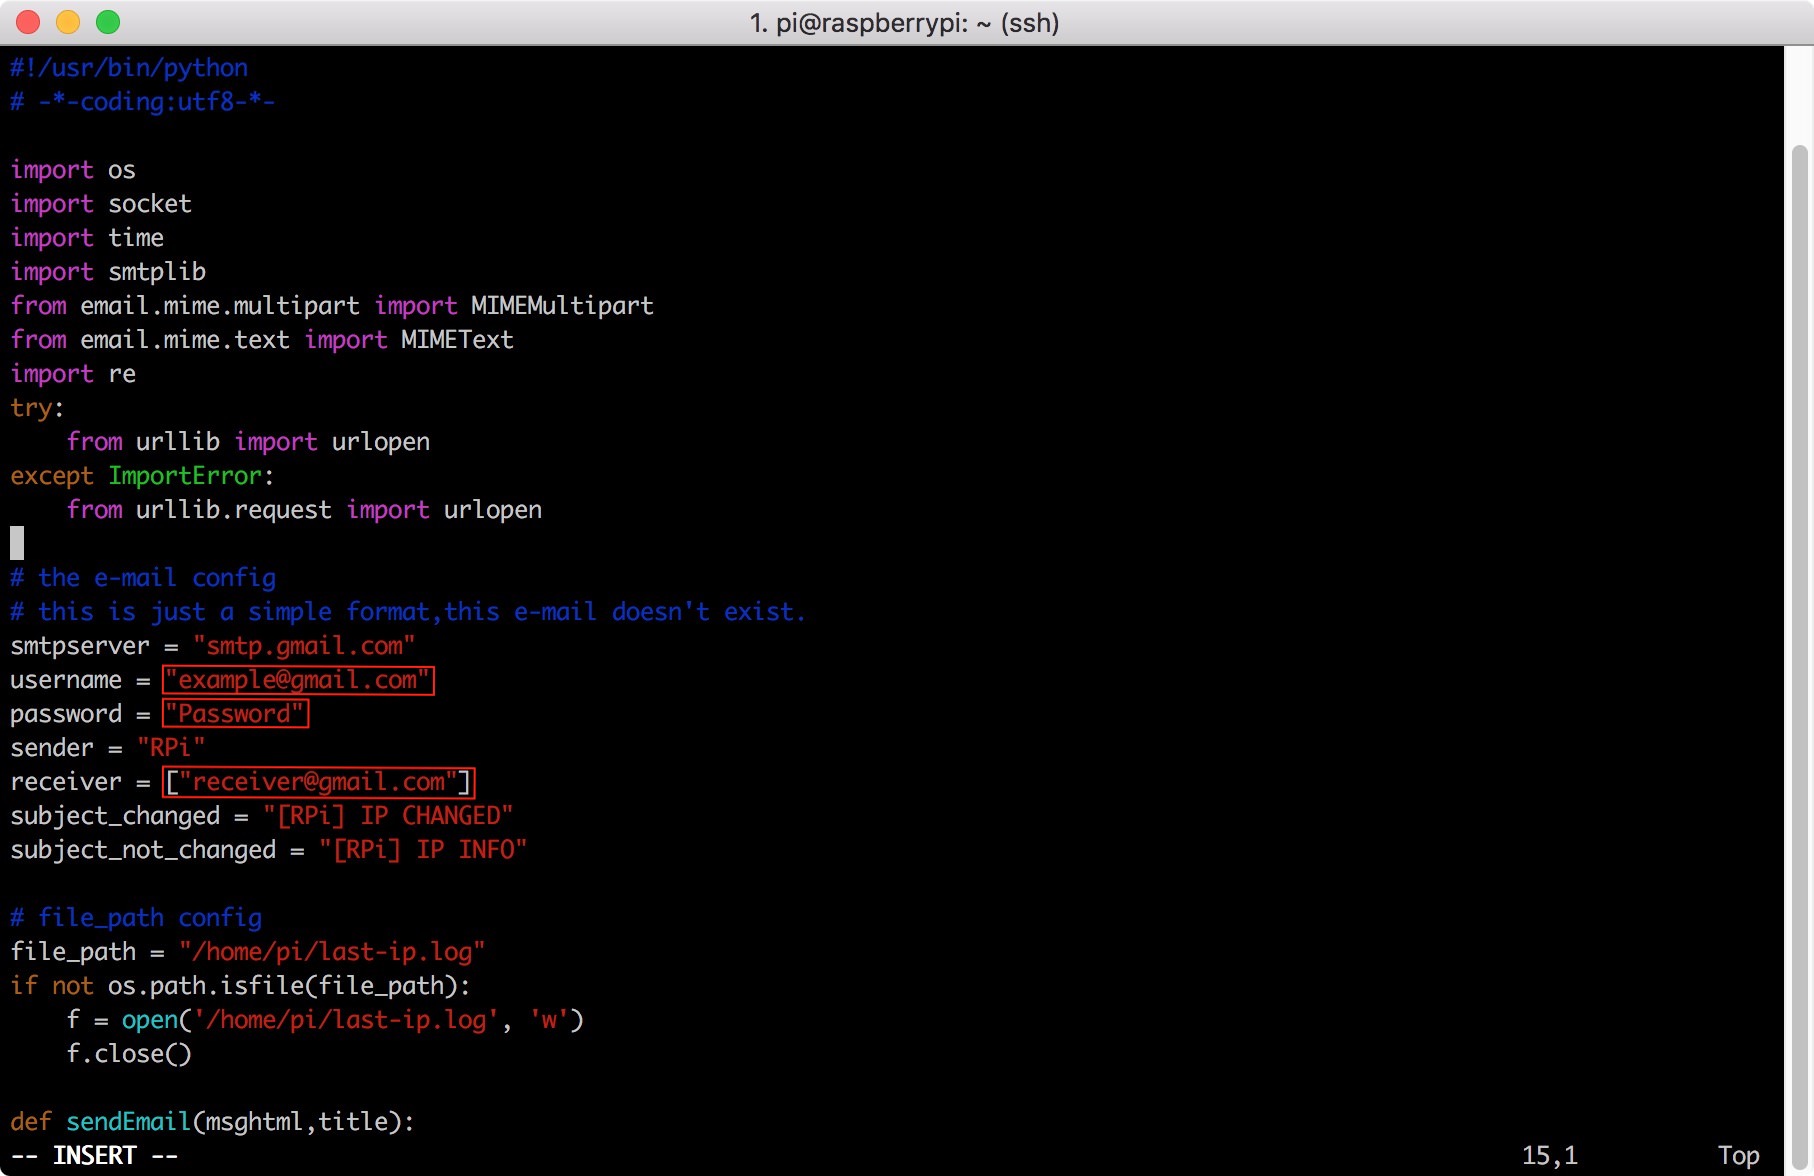 1. pi@raspberrypi: ~ (ssh)
#!/usr/bin/python
# -*-coding:utf8-*-
import os
import socket
import time
import smtplib
from email.mime.multipart import MIMEMultipart
from email.mime.text import MIMEText
import re
try:
    from urllib import urlopen
except ImportError:
    from urllib.request import urlopen
# the e-mail config
# this is just a simple format,this e-mail doesn't exist.
smtpserver = "smtp.gmail.com"
username = "example@gmail.com"
password = "Password"
sender = "RPi"
receiver = ["receiver@gmail.com"]
subject_changed = "[RPi] IP CHANGED"
subject_not_changed = "[RPi] IP INFO"
# file_path config
file_path = "/home/pi/last-ip.log"
if not os.path.isfile(file_path):
    f = open('/home/pi/last-ip.log', 'w')
    f.close()
def sendEmail(msghtml,title):
-- INSERT -- 15,1 Top